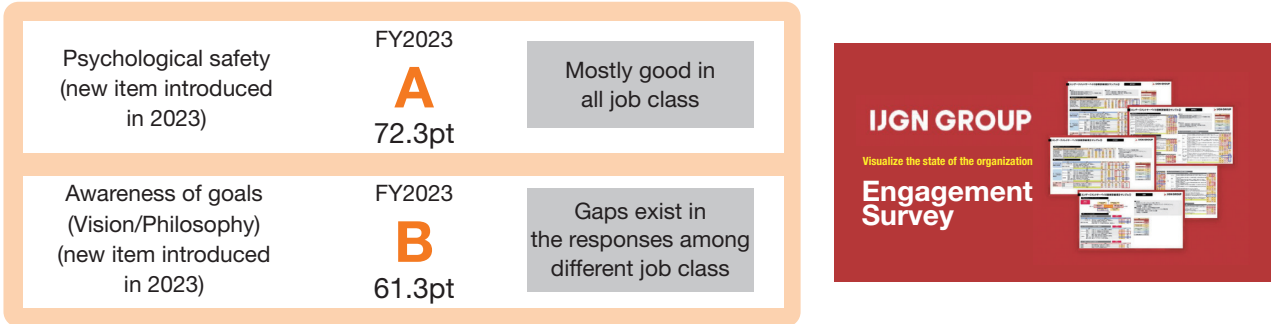 Psychological safety
(new item introduced
in 2023)
FY2023
A
72.3pt
Mostly good in
all job class
Awareness of goals
(Vision/Philosophy)
(new item introduced
in 2023)
FY2023
B
61.3pt
Gaps exist in
the responses among
different job class
IJGN GROUP
Visualize the state of the organization
Engagement
Survey